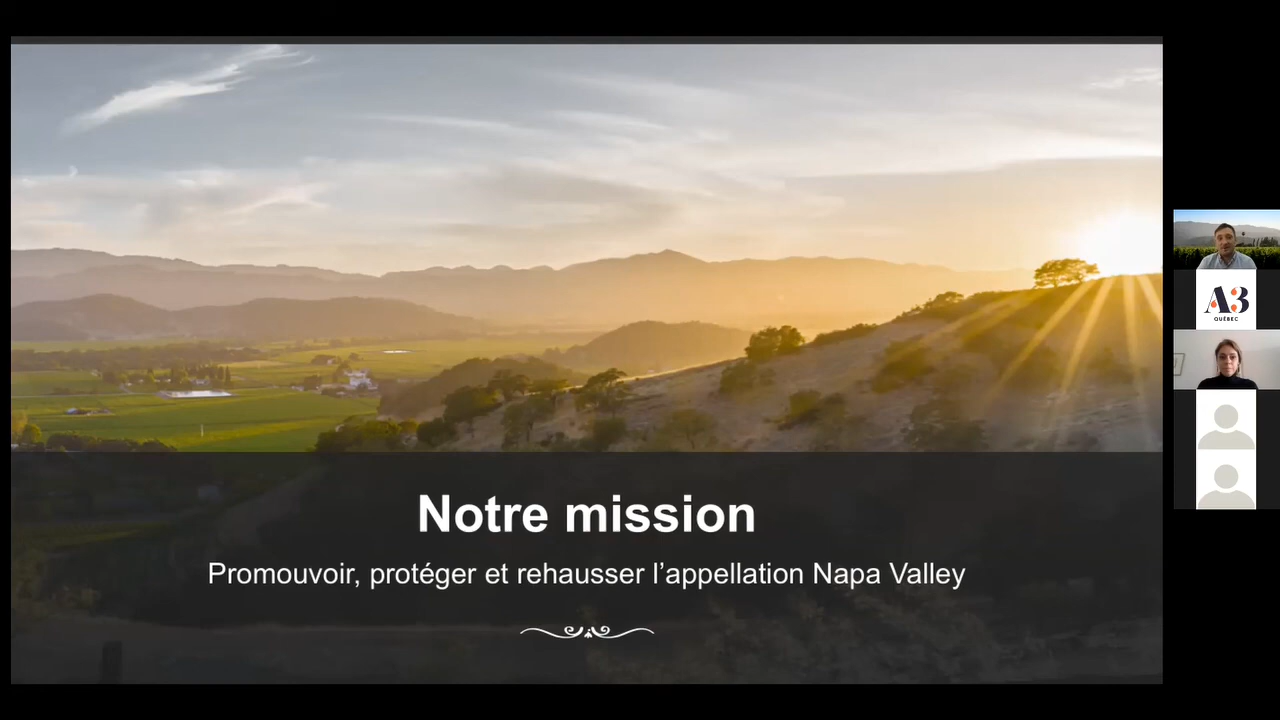 Notre mission
Promouvoir, protéger et rehausser l’appellation Napa Valley
A3
QUÉBEC